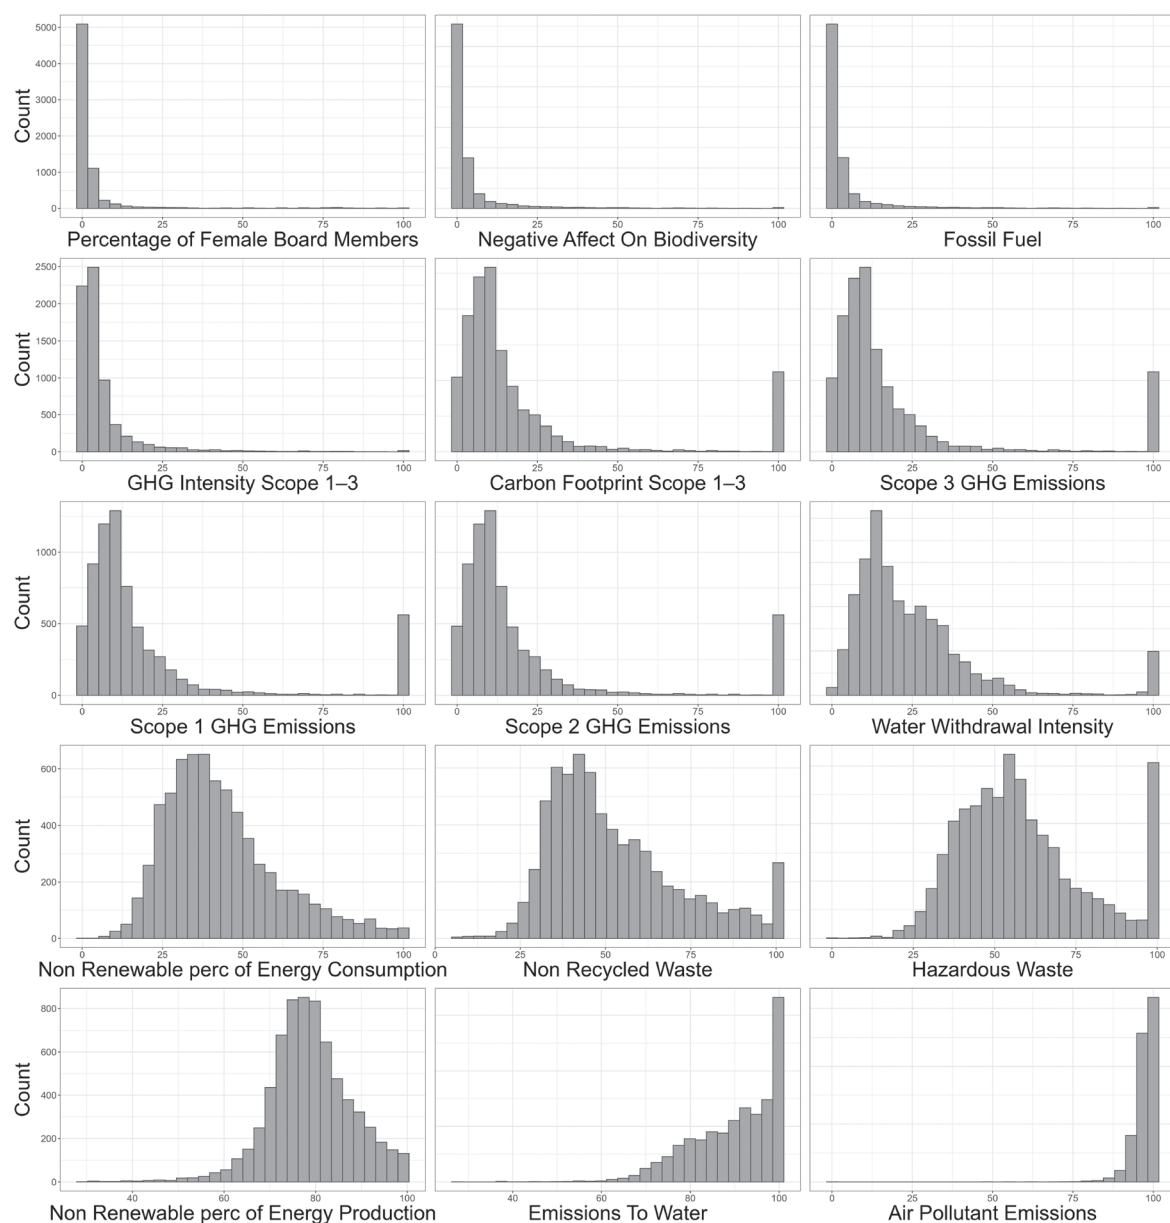 5000
4000
3000
2000
1000
0
Count
0 25 50 75 100
0 25 50 75 100
0 25 50 75 100
Percentage of Female Board Members
Negative Affect On Biodiversity
Fossil Fuel
2500
2000
1500
1000
500
0
Count
0 25 50 75 100
0 25 50 75 100
0 25 50 75 100
GHG Intensity Scope 1–3
Carbon Footprint Scope 1–3
Scope 3 GHG Emissions
1000
500
0
Count
0 25 50 75 100
0 25 50 75 100
0 25 50 75 100
Scope 1 GHG Emissions
Scope 2 GHG Emissions
Water Withdrawal Intensity
600
400
200
0
Count
0 25 50 75 100
25 50 75 100
0 25 50 75 100
Non Renewable perc of Energy Consumption
Non Recycled Waste
Hazardous Waste
800
600
400
200
0
Count
40 60 80 100
40 60 80 100
0 25 50 75 100
Non Renewable perc of Energy Production
Emissions To Water
Air Pollutant Emissions